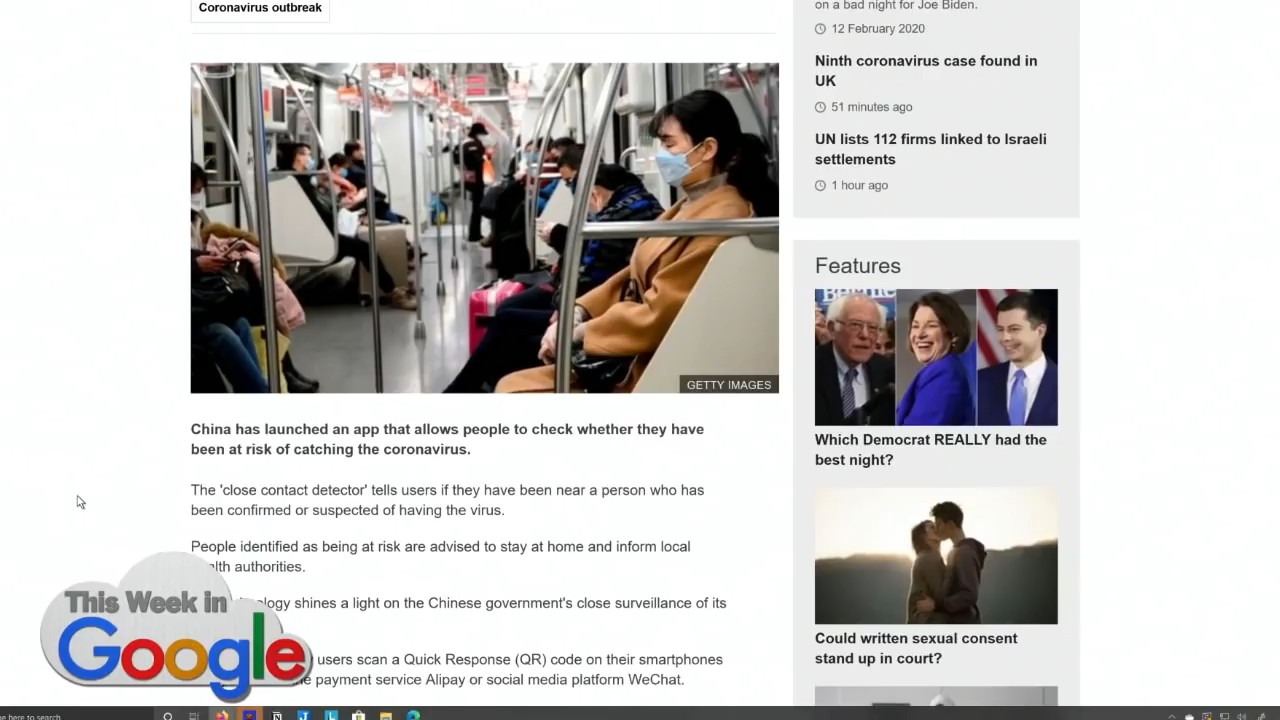 Coronavirus outbreak
GETTY IMAGES
China has launched an app that allows people to check whether they have
been at risk of catching the coronavirus.
The 'close contact detector' tells users if they have been near a person who has
been confirmed or suspected of having the virus.
People identified as being at risk are advised to stay at home and inform local
authorities.
shines a light on the Chinese government's close surveillance of its
users scan a Quick Response (QR) code on their smartphones
payment service Alipay or social media platform WeChat.
This Week in
Google
on a bad night for Joe Biden.
12 February 2020
Ninth coronavirus case found in
UK
51 minutes ago
UN lists 112 firms linked to Israeli
settlements
1 hour ago
Features
Which Democrat REALLY had the
best night?
Could written sexual consent
stand up in court?
here to search